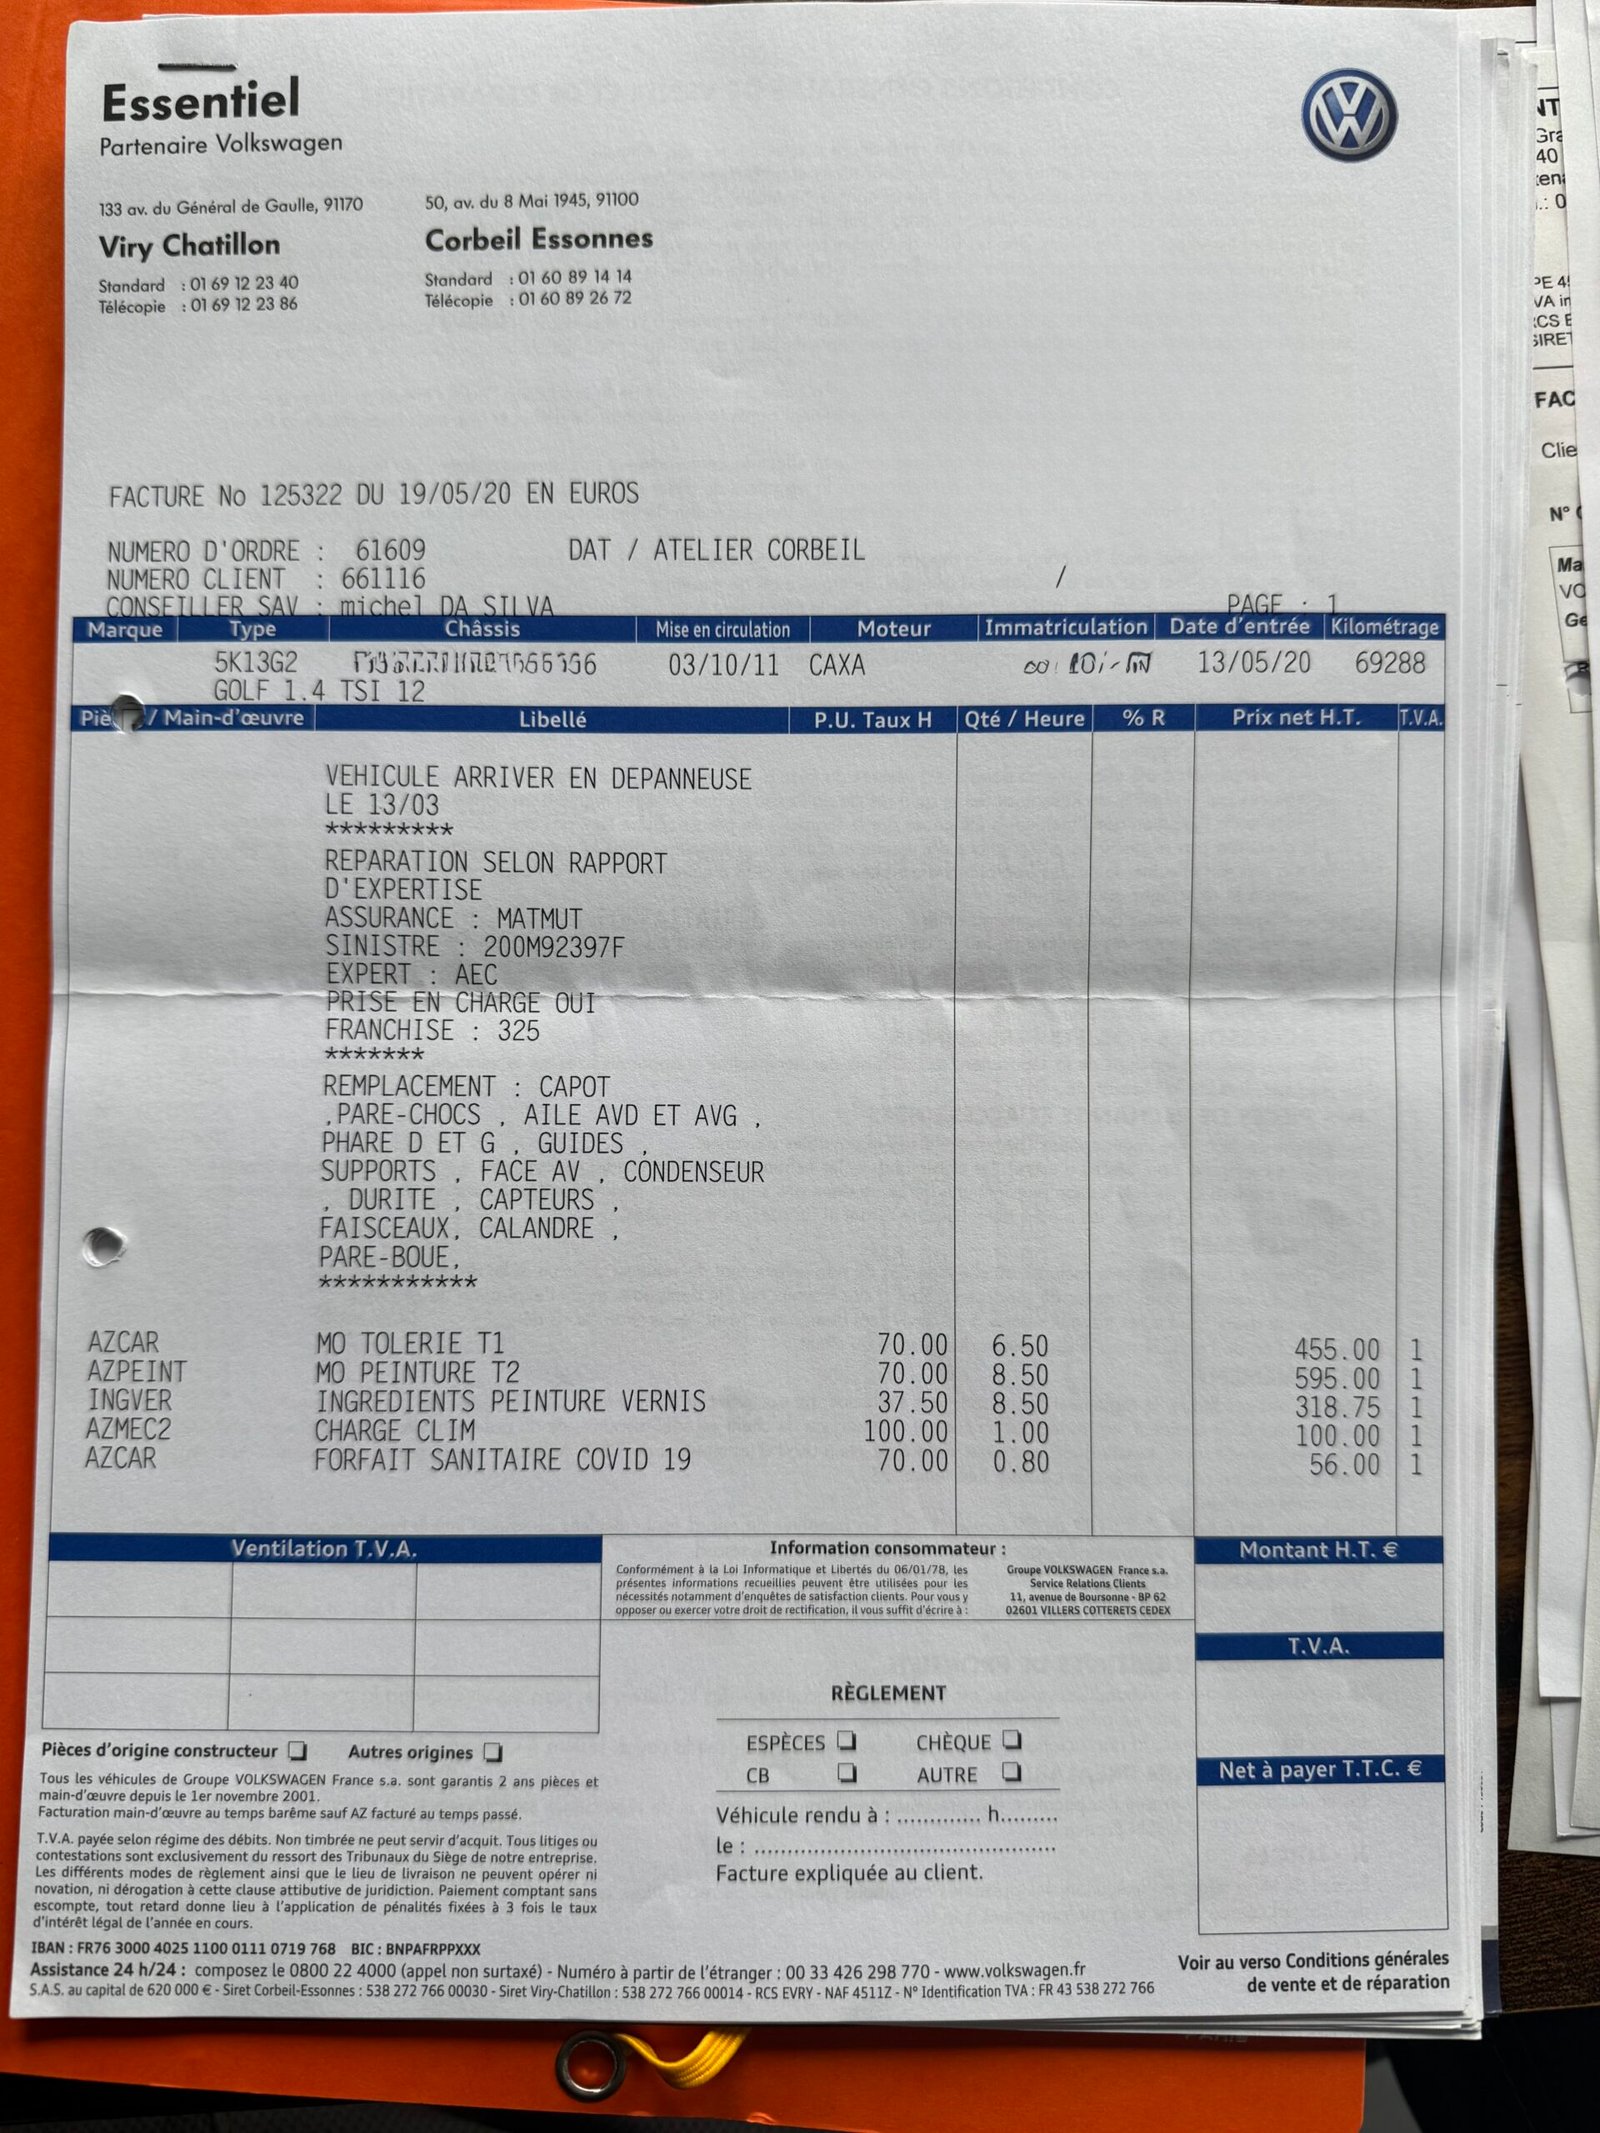 Essentiel
Partenaire Volkswagen
133 av. du Général de Gaulle, 91170
Viry Chatillon
Standard : 01 69 12 23 40
Télécopie : 01 69 12 23 86
50, av. du 8 Mai 1945, 91100
Corbeil Essonnes
Standard : 01 60 89 14 14
Télécopie : 01 60 89 26 72
FACTURE No 125322 DU 19/05/20 EN EUROS
NUMERO D'ORDRE : 61609 DAT / ATELIER CORBEIL
NUMERO CLIENT : 661116 /
CONSEILLER SAV : michel DA SILVA PAGE : 1
Marque Type Châssis Mise en circulation Moteur Immatriculation Date d'entrée Kilométrage
5K13G2 03/10/11 CAXA 13/05/20 69288
GOLF 1.4 TSI 12
/ Main-d'œuvre Libellé P.U. Taux H Qté / Heure % R Prix net H.T. T.V.A.
VEHICULE ARRIVER EN DEPANNEUSE
LE 13/03
*********
REPARATION SELON RAPPORT
D'EXPERTISE
ASSURANCE : MATMUT
SINISTRE : 200M92397F
EXPERT : AEC
PRISE EN CHARGE OUI
FRANCHISE : 325
*******
REMPLACEMENT : CAPOT
,PARE-CHOCS , AILE AVD ET AVG ,
PHARE D ET G , GUIDES ,
SUPPORTS , FACE AV , CONDENSEUR
, DURITE , CAPTEURS ,
FAISCEAUX, CALANDRE ,
PARE-BOUE,
***********
AZCAR MO TOLERIE T1 70.00 6.50 455.00 1
AZPEINT MO PEINTURE T2 70.00 8.50 595.00 1
INGVER INGREDIENTS PEINTURE VERNIS 37.50 8.50 318.75 1
AZMEC2 CHARGE CLIM 100.00 1.00 100.00 1
AZCAR FORFAIT SANITAIRE COVID 19 70.00 0.80 56.00 1
Ventilation T.V.A.
Information consommateur :
Conformément à la Loi Informatique et Libertés du 06/01/78, les
présentes informations recueillies peuvent être utilisées pour les
nécessités notamment d'enquêtes de satisfaction clients. Pour vous y
opposer ou exercer votre droit de rectification, il vous suffit d'écrire à :
Groupe VOLKSWAGEN France s.a.
Service Relations Clients
11, avenue de Boursonne - BP 62
02601 VILLERS COTTERETS CEDEX
Montant H.T. €
T.V.A.
Net à payer T.T.C. €
RÈGLEMENT
ESPÈCES CHÈQUE
CB AUTRE
Véhicule rendu à : ............ h.........
le : ............................................
Facture expliquée au client.
Pièces d'origine constructeur Autres origines
Tous les véhicules de Groupe VOLKSWAGEN France s.a. sont garantis 2 ans pièces et
main-d'œuvre depuis le 1er novembre 2001.
Facturation main-d'œuvre au temps barême sauf AZ facturé au temps passé.
T.V.A. payée selon régime des débits. Non timbrée ne peut servir d'acquit. Tous litiges ou
contestations sont exclusivement du ressort des Tribunaux du Siège de notre entreprise.
Les différents modes de règlement ainsi que le lieu de livraison ne peuvent opérer ni
novation, ni dérogation à cette clause attributive de juridiction. Paiement comptant sans
escompte, tout retard donne lieu à l'application de pénalités fixées à 3 fois le taux
d'intérêt légal de l'année en cours.
IBAN : FR76 3000 4025 1100 0111 0719 768 BIC : BNPAFRPPXXX
Assistance 24 h/24 : composez le 0800 22 4000 (appel non surtaxé) - Numéro à partir de l'étranger : 00 33 426 298 770 - www.volkswagen.fr
S.A.S. au capital de 620 000 € - Siret Corbeil-Essonnes : 538 272 766 00030 - Siret Viry-Chatillon : 538 272 766 00014 - RCS EVRY - NAF 4511Z - N° Identification TVA : FR 43 538 272 766
Voir au verso Conditions générales
de vente et de réparation